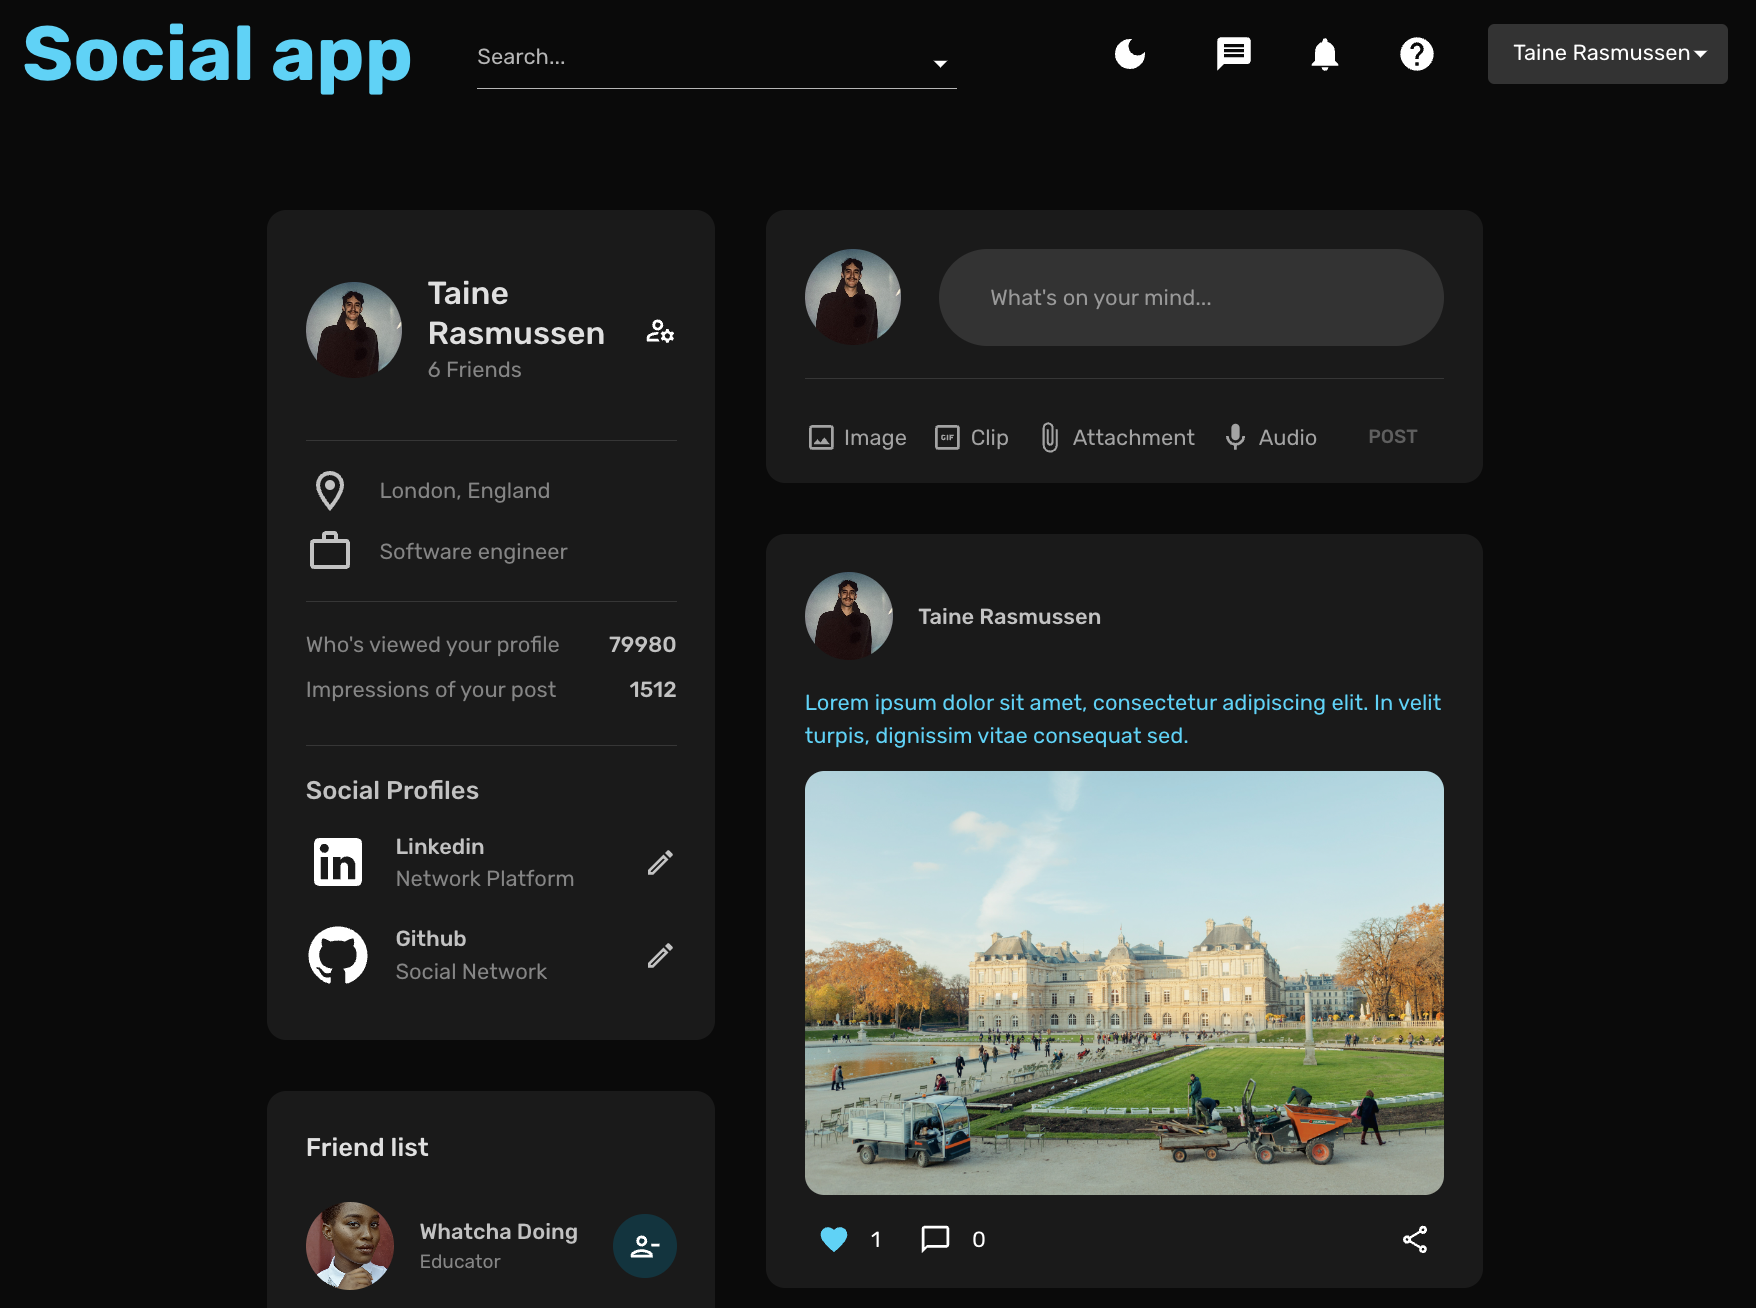 Social app
Search...
Taine Rasmussen
Taine
Rasmussen
6 Friends
London, England
Software engineer
Who's viewed your profile 79980
Impressions of your post 1512
Social Profiles
in
Linkedin
Network Platform
Github
Social Network
Friend list
Whatcha Doing
Educator
What's on your mind...
Image GIF Clip Attachment Audio POST
Taine Rasmussen
Lorem ipsum dolor sit amet, consectetur adipiscing elit. In velit
turpis, dignissim vitae consequat sed.
1 0